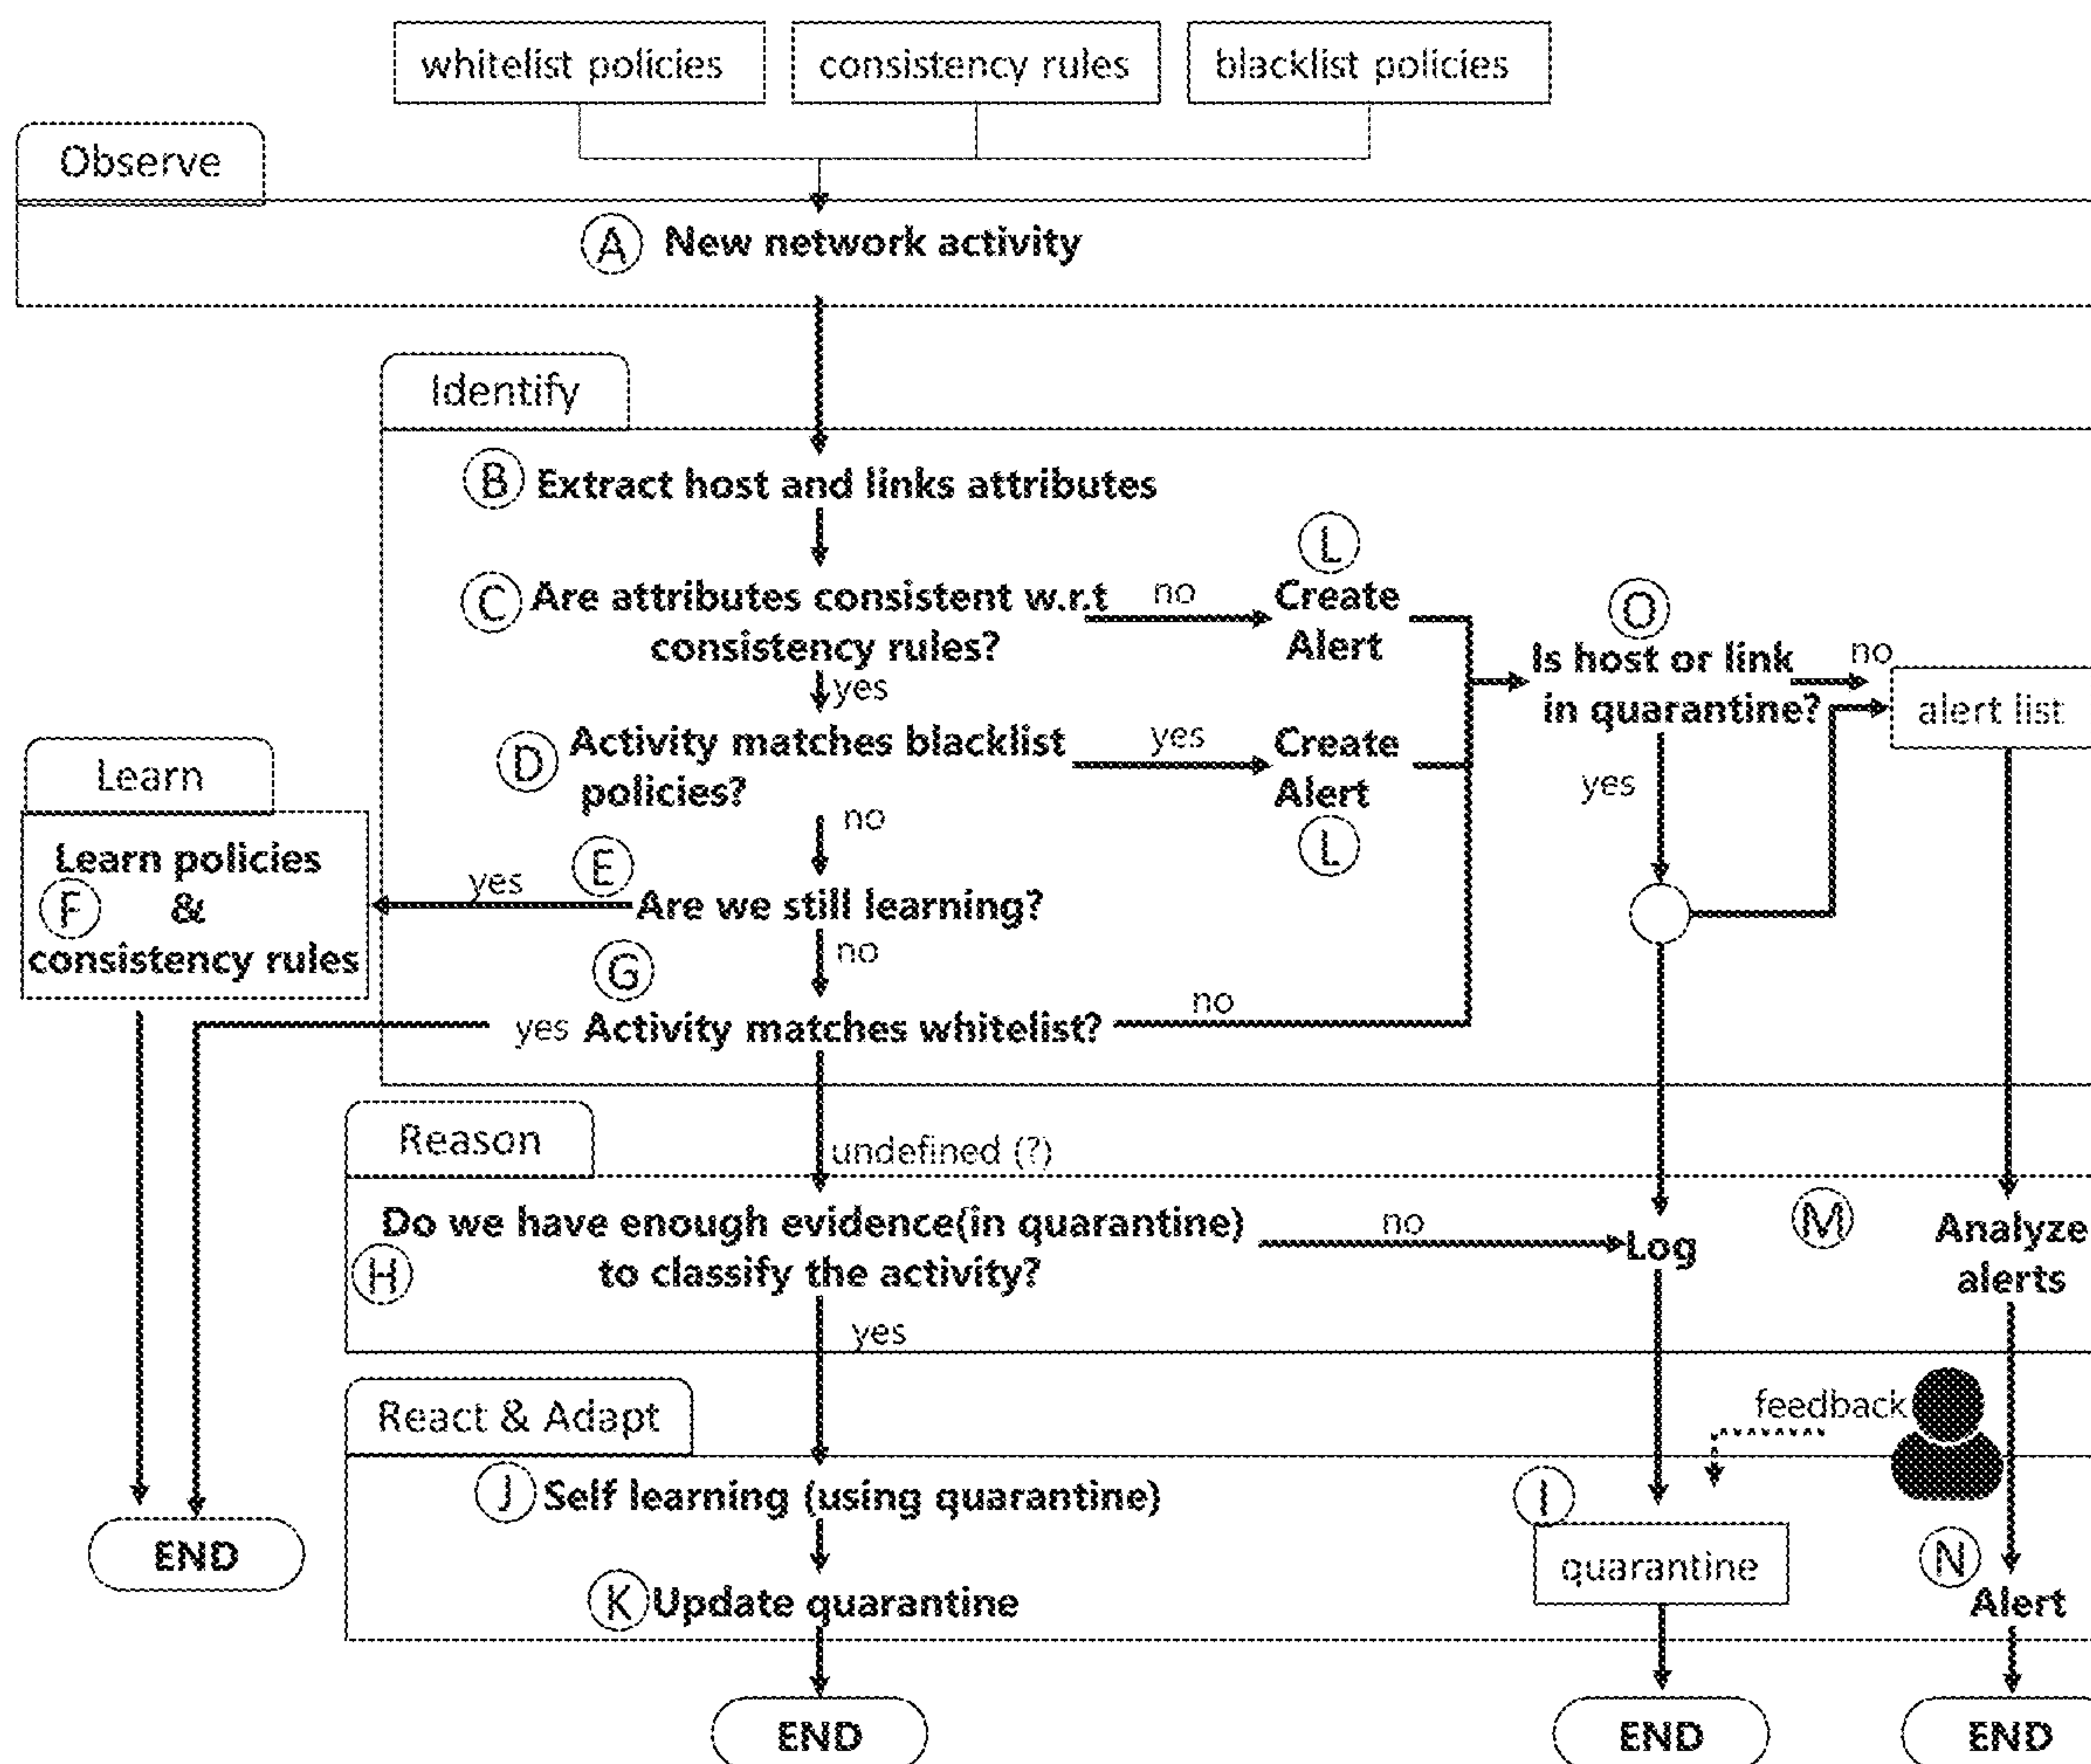 whitelist policies
consistency rules
blacklist policies
Observe
A New network activity
Identify
B Extract host and links attributes
L
C Are attributes consistent w.r.t no Create
consistency rules? Alert
yes
O
Is host or link no
in quarantine?
alert list
D Activity matches blacklist yes Create
policies? Alert
L
no
yes
Learn
Learn policies
F &
consistency rules
E
yes Are we still learning?
no
G
yes Activity matches whitelist? no
Reason
undefined (?)
Do we have enough evidence(in quarantine) no
H to classify the activity?
yes
Log
M Analyze
alerts
React & Adapt
feedback
J Self learning (using quarantine)
I
quarantine
K Update quarantine
N
Alert
END
END
END
END